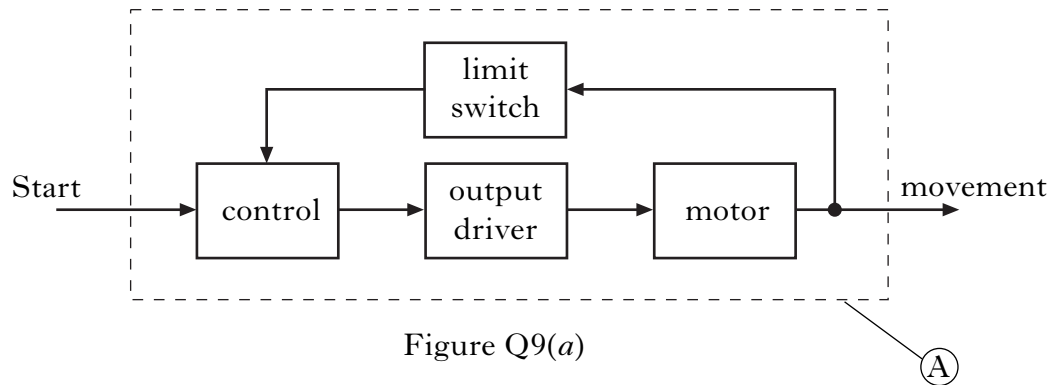 limit
switch
Start
control
output
driver
motor
movement
Figure Q9(a)
A